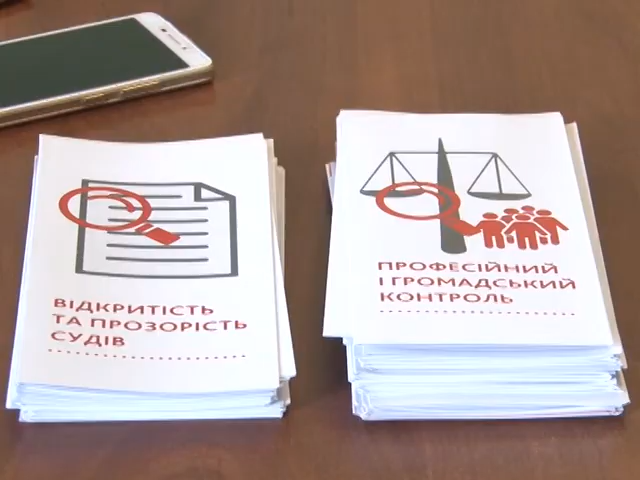 ВІДКРИТІСТЬ
ТА ПРОЗОРІСТЬ
СУДІВ
ПРОФЕСІЙНИЙ
І ГРОМАДСЬКИЙ
КОНТРОЛЬ